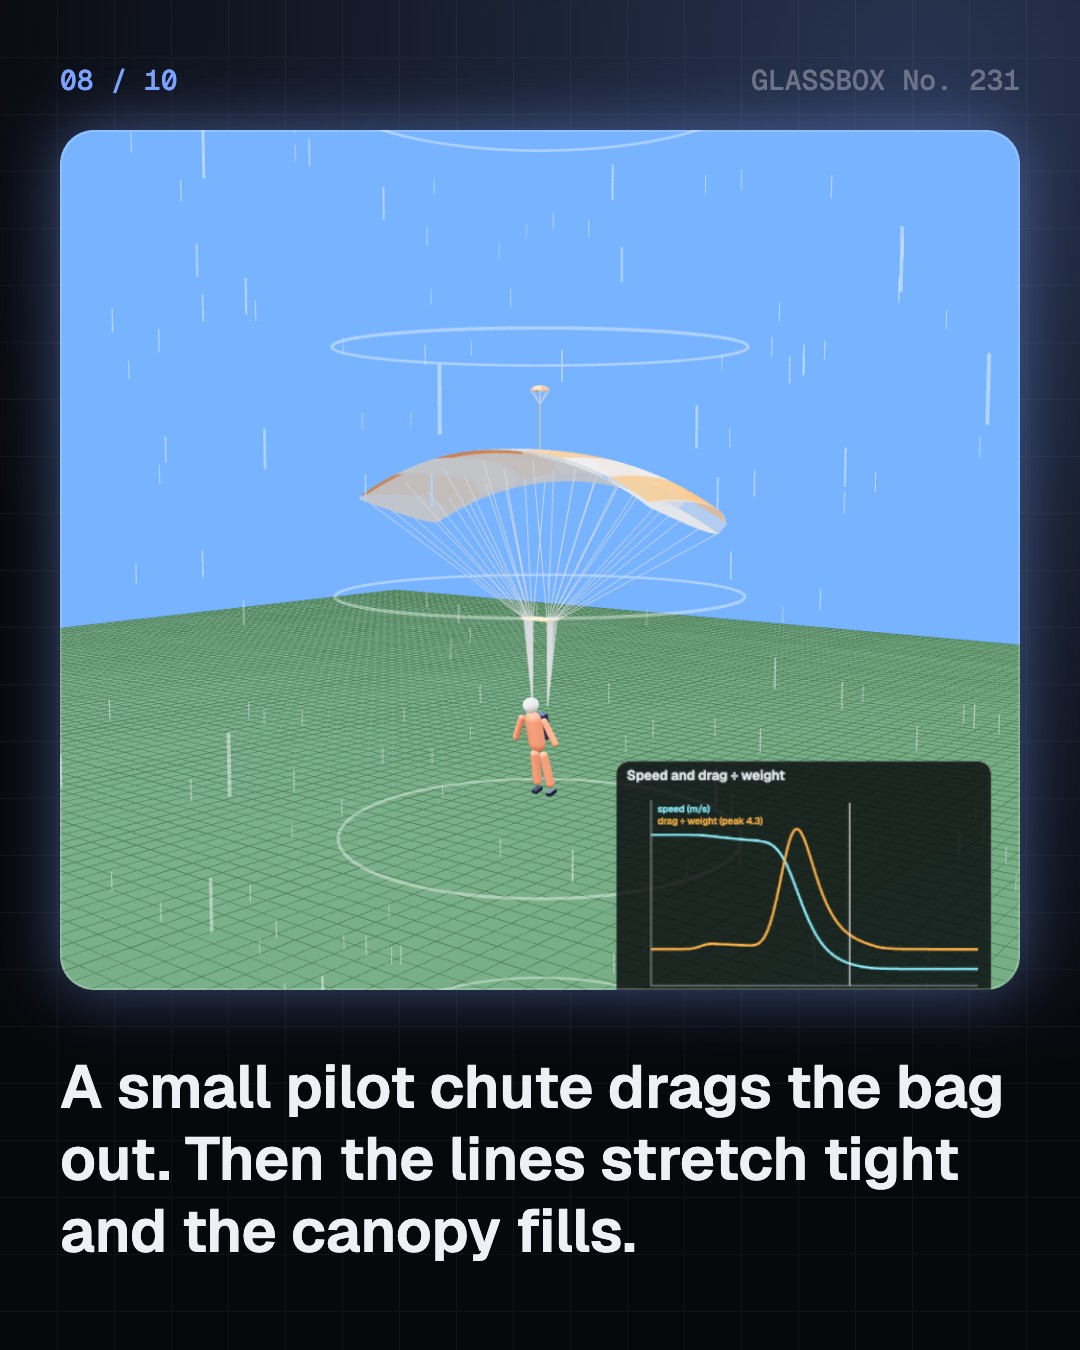 08 / 10
GLASSBOX No. 231
Speed and drag ÷ weight
speed (m/s)
drag ÷ weight (peak 4.3)
A small pilot chute drags the bag
out. Then the lines stretch tight
and the canopy fills.